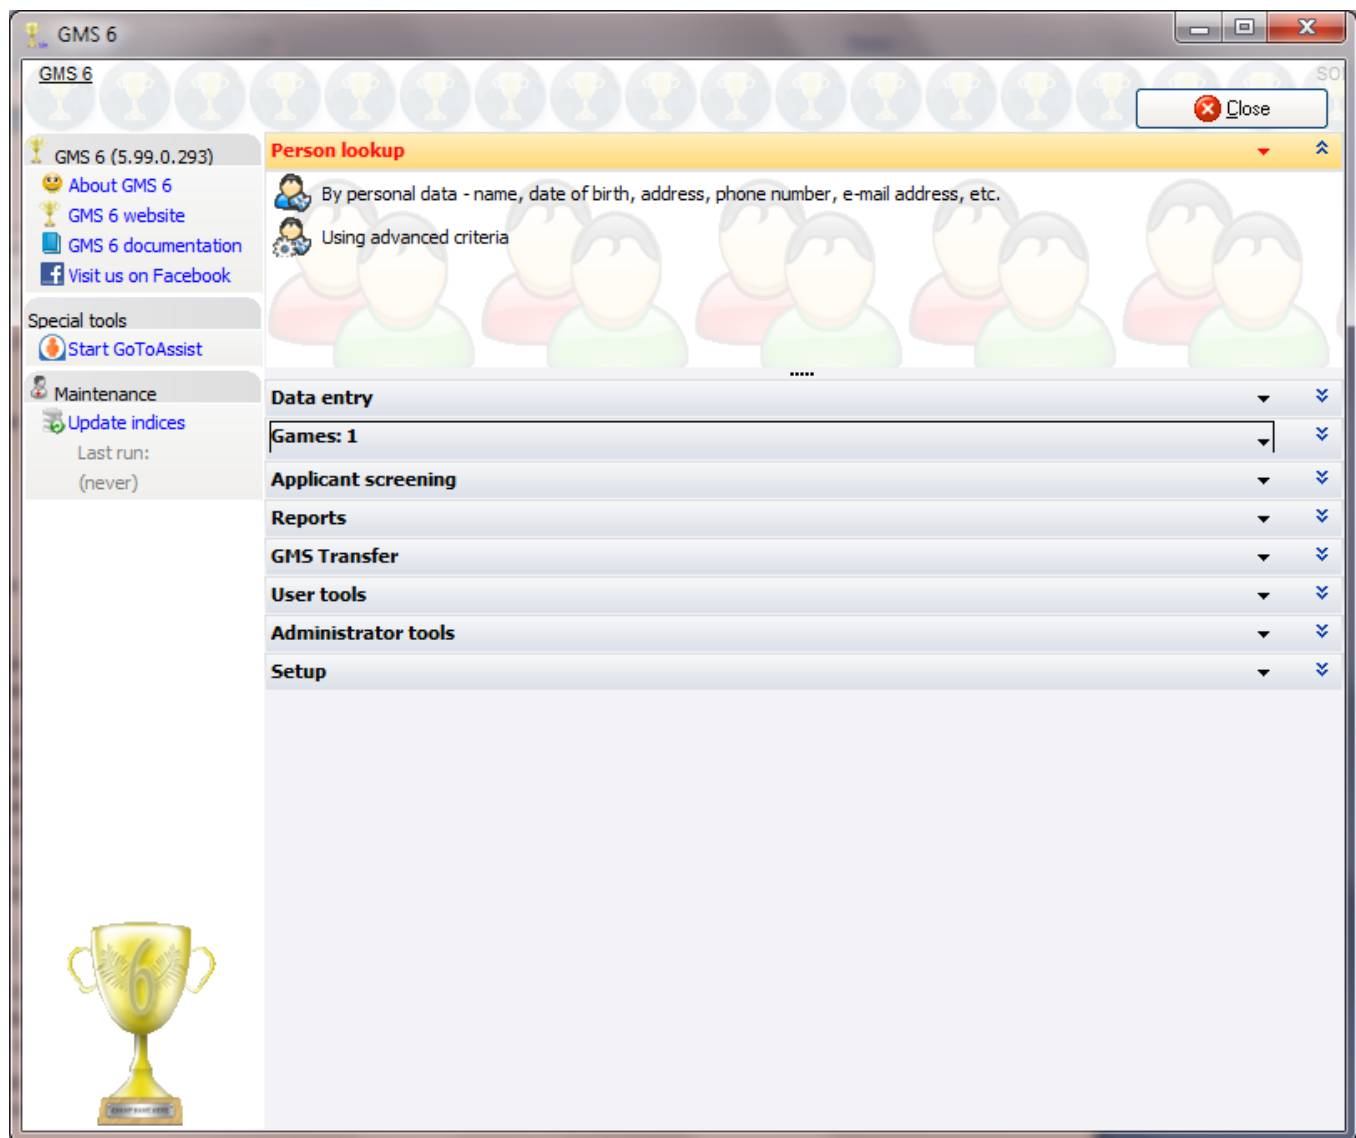 GMS 6
GMS 6
SO
Close
GMS 6 (5.99.0.293)
About GMS 6
GMS 6 website
GMS 6 documentation
Visit us on Facebook
Special tools
Start GoToAssist
Maintenance
Update indices
Last run:
(never)
Person lookup
By personal data - name, date of birth, address, phone number, e-mail address, etc.
Using advanced criteria
Data entry
Games: 1
Applicant screening
Reports
GMS Transfer
User tools
Administrator tools
Setup
6